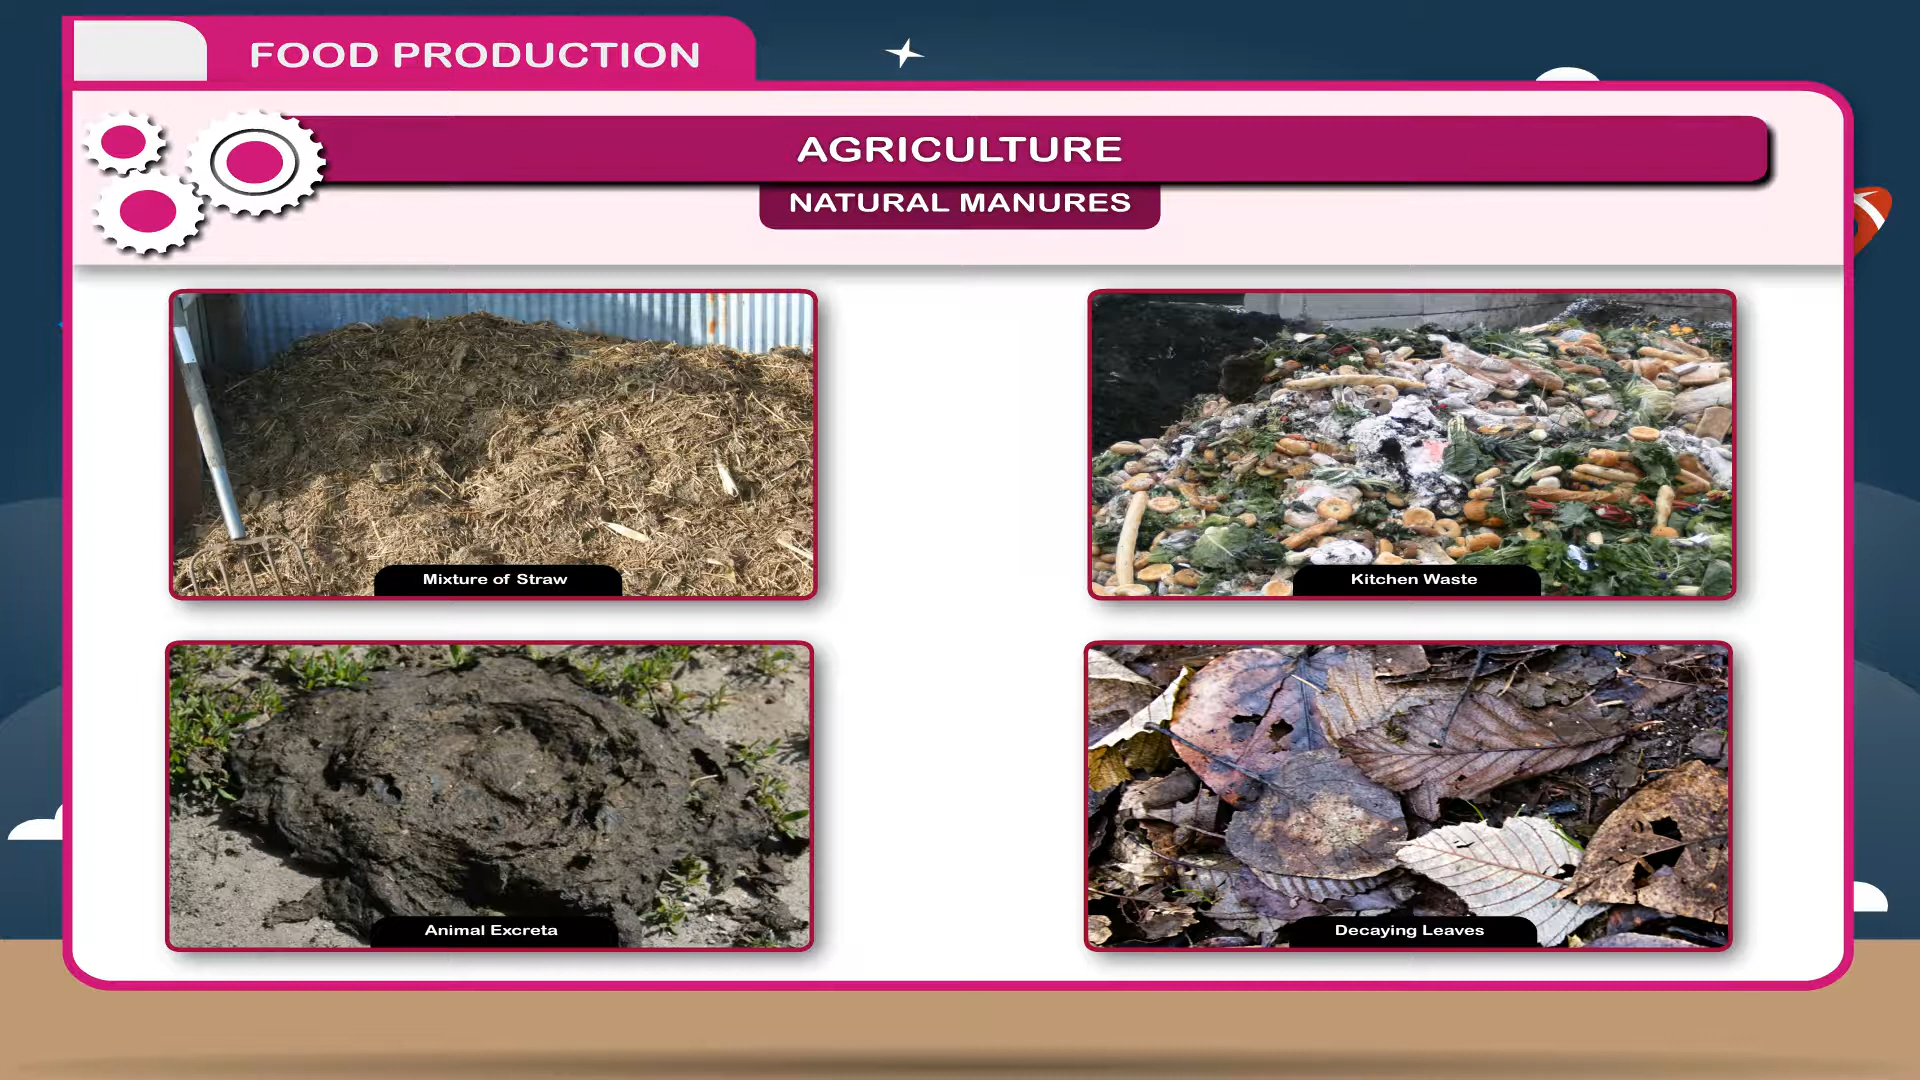 FOOD PRODUCTION
AGRICULTURE
NATURAL MANURES
Mixture of Straw
Kitchen Waste
Animal Excreta
Decaying Leaves